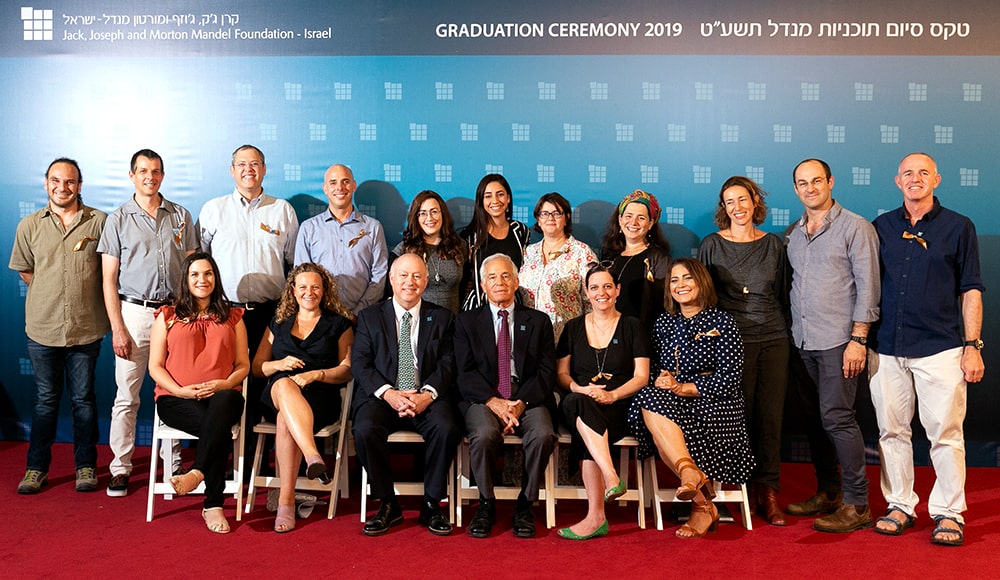 קרן ג'ק, ג'וזף-ומורטון מנדל-ישראל
Jack, Joseph and Morton Mandel Foundation - Israel
GRADUATION CEREMONY 2019
טקס סיום תוכניות מנדל תשע"ט